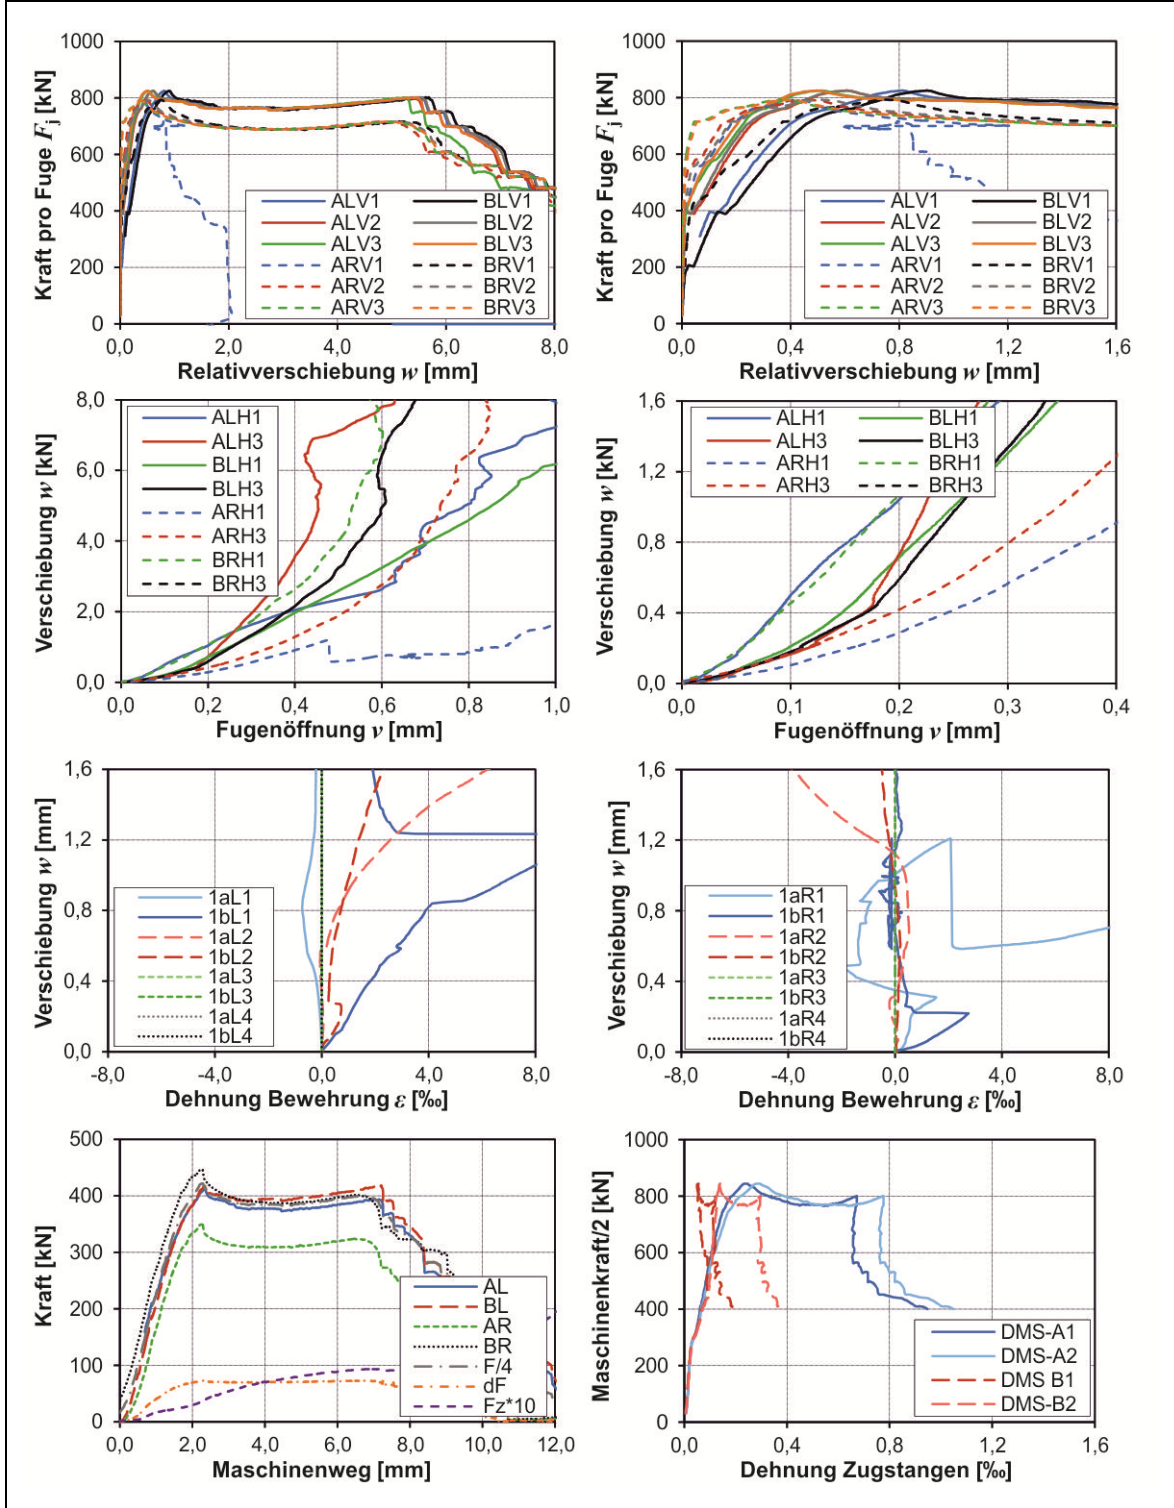 Kraft pro Fuge Fj [kN]
1000
800
600
400
200
0
0,0 2,0 4,0 6,0 8,0
Relativverschiebung w [mm]
ALV1 BLV1
ALV2 BLV2
ALV3 BLV3
ARV1 BRV1
ARV2 BRV2
ARV3 BRV3
Kraft pro Fuge Fj [kN]
1000
800
600
400
200
0
0,0 0,4 0,8 1,2 1,6
Relativverschiebung w [mm]
ALV1 BLV1
ALV2 BLV2
ALV3 BLV3
ARV1 BRV1
ARV2 BRV2
ARV3 BRV3
Verschiebung w [kN]
8,0
6,0
4,0
2,0
0,0
0,0 0,2 0,4 0,6 0,8 1,0
Fugenöffnung v [mm]
ALH1
ALH3
BLH1
BLH3
ARH1
ARH3
BRH1
BRH3
Verschiebung w [kN]
1,6
1,2
0,8
0,4
0,0
0,0 0,1 0,2 0,3 0,4
Fugenöffnung v [mm]
ALH1 BLH1
ALH3 BLH3
ARH1 BRH1
ARH3 BRH3
Verschiebung w [mm]
1,6
1,2
0,8
0,4
0,0
-8,0 -4,0 0,0 4,0 8,0
Dehnung Bewehrung ε [‰]
1aL1
1bL1
1aL2
1bL2
1aL3
1bL3
1aL4
1bL4
Verschiebung w [mm]
1,6
1,2
0,8
0,4
0,0
-8,0 -4,0 0,0 4,0 8,0
Dehnung Bewehrung ε [‰]
1aR1
1bR1
1aR2
1bR2
1aR3
1bR3
1aR4
1bR4
Kraft [kN]
500
400
300
200
100
0
0,0 2,0 4,0 6,0 8,0 10,0 12,0
Maschinenweg [mm]
AL
BL
AR
BR
F/4
dF
Fz*10
Maschinenkraft/2 [kN]
1000
800
600
400
200
0
0,0 0,4 0,8 1,2 1,6
Dehnung Zugstangen [‰]
DMS-A1
DMS-A2
DMS B1
DMS-B2